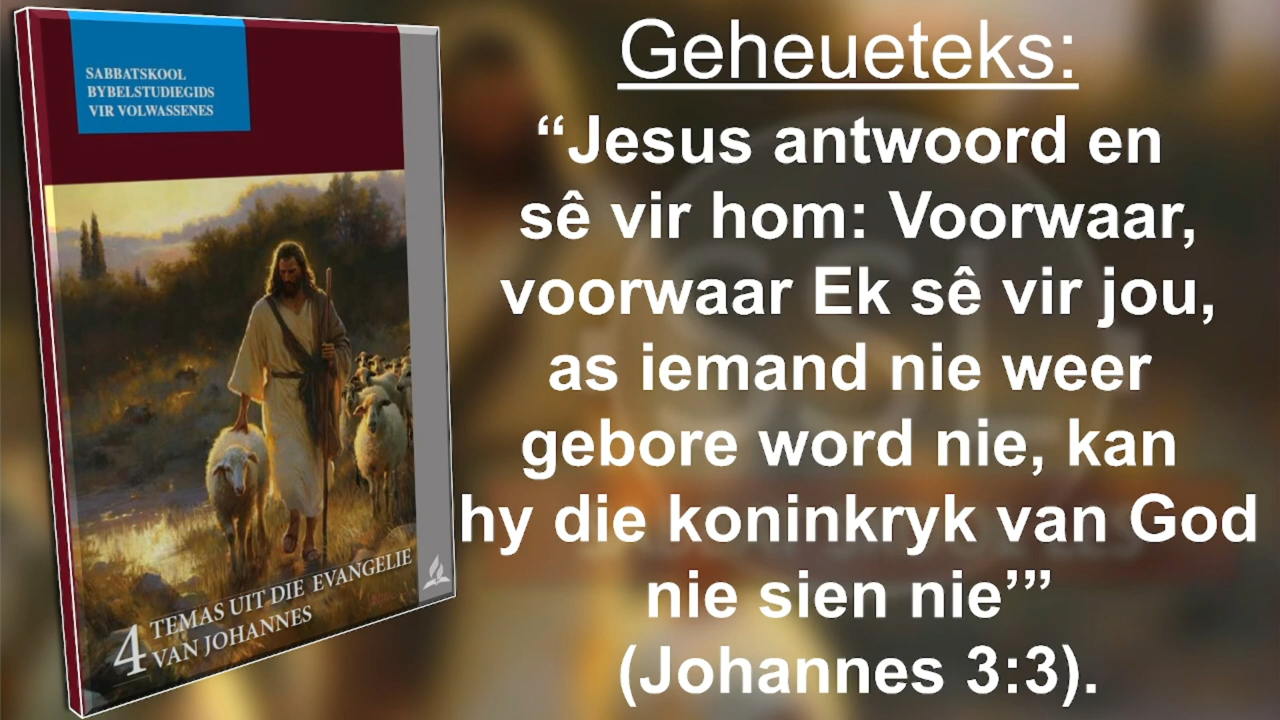 SABBATSKOOL
BYBELSTUDIEGIDS
VIR VOLWASSENES
4 TEMAS UIT DIE EVANGELIE
VAN JOHANNES
Geheueteks:
“Jesus antwoord en
sê vir hom: Voorwaar,
voorwaar Ek sê vir jou,
as iemand nie weer
gebore word nie, kan
hy die koninkryk van God
nie sien nie’”
(Johannes 3:3).